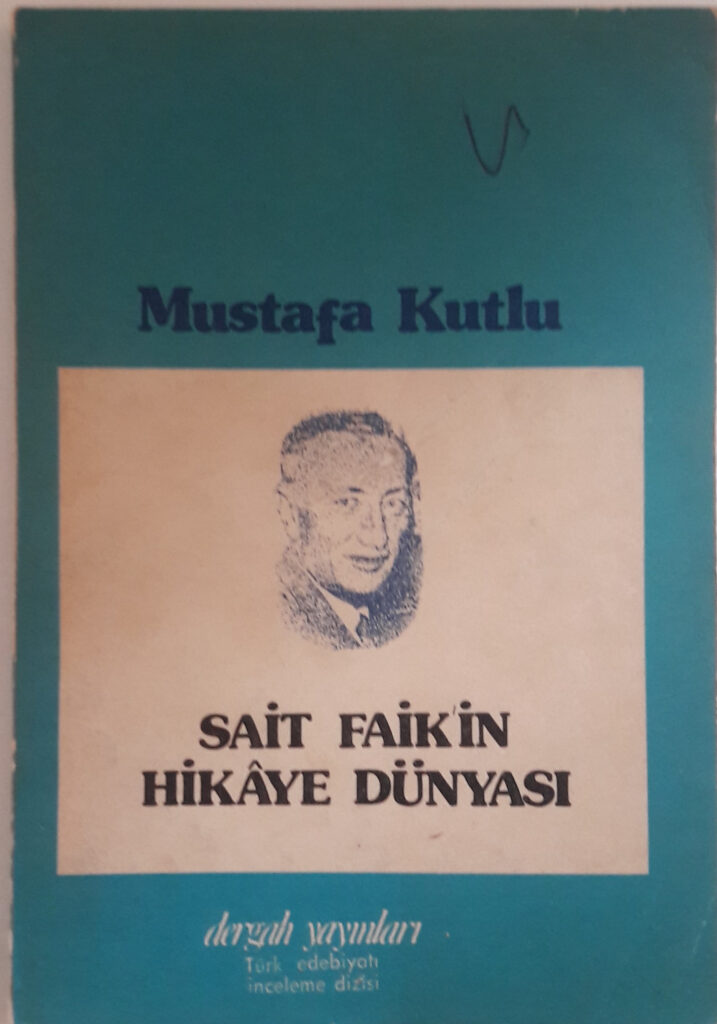 Mustafa Kutlu
SAİT FAİK'İN
HİKÂYE DÜNYASI
dergah yayınları
Türk edebiyatı
inceleme dizisi